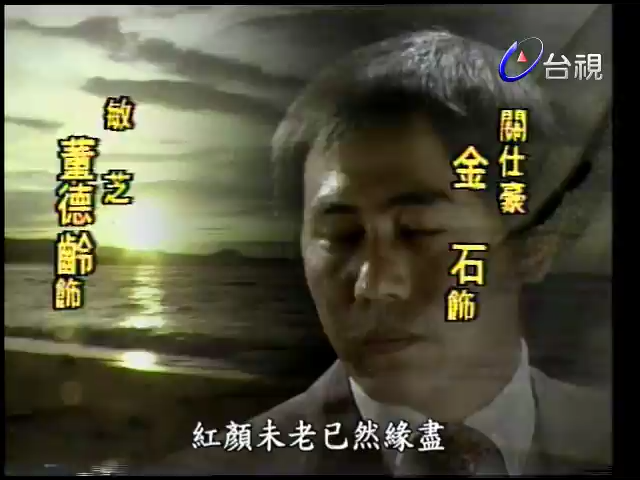 台視
關仕豪
金石飾
敏芝
董德齡飾
紅顏未老已然緣盡